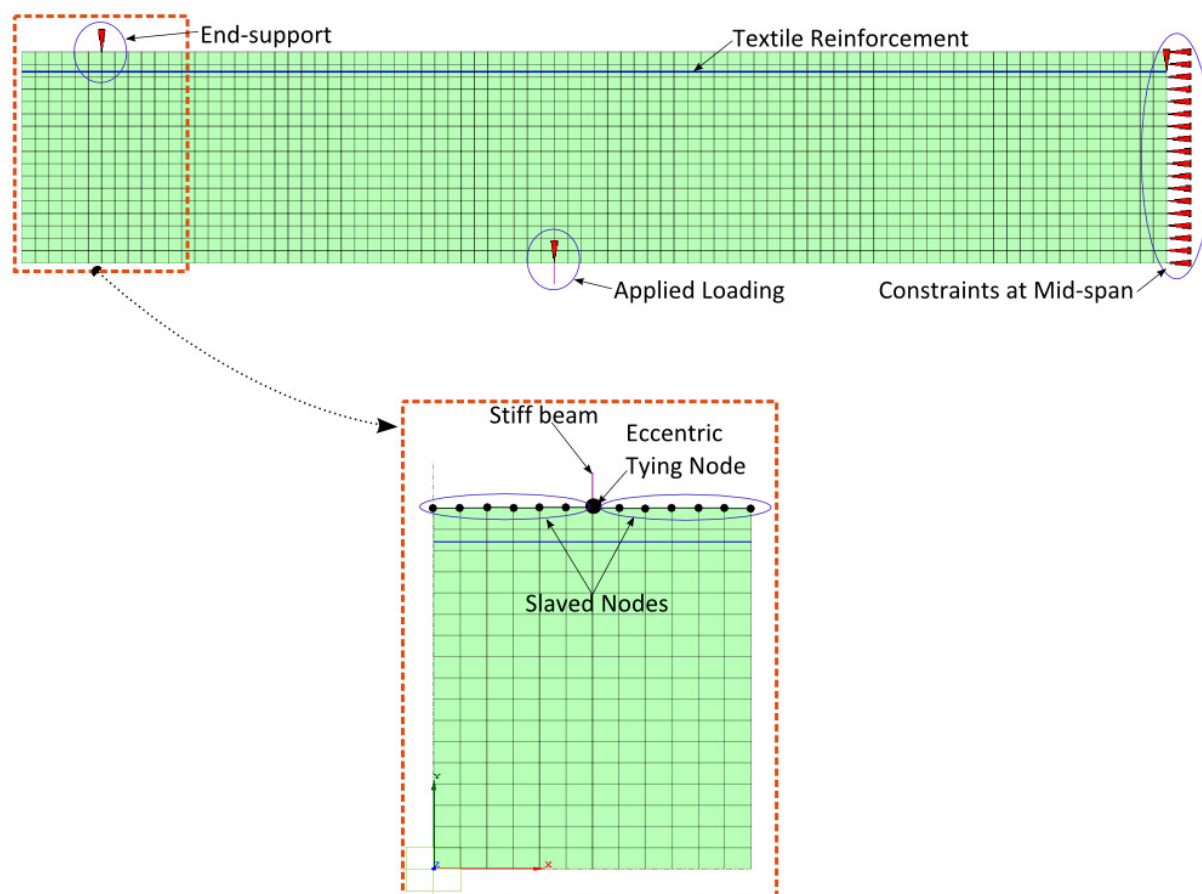 End-support
Textile Reinforcement
Applied Loading
Constraints at Mid-span
Stiff beam
Eccentric
Tying Node
Slaved Nodes
Y
Z
X